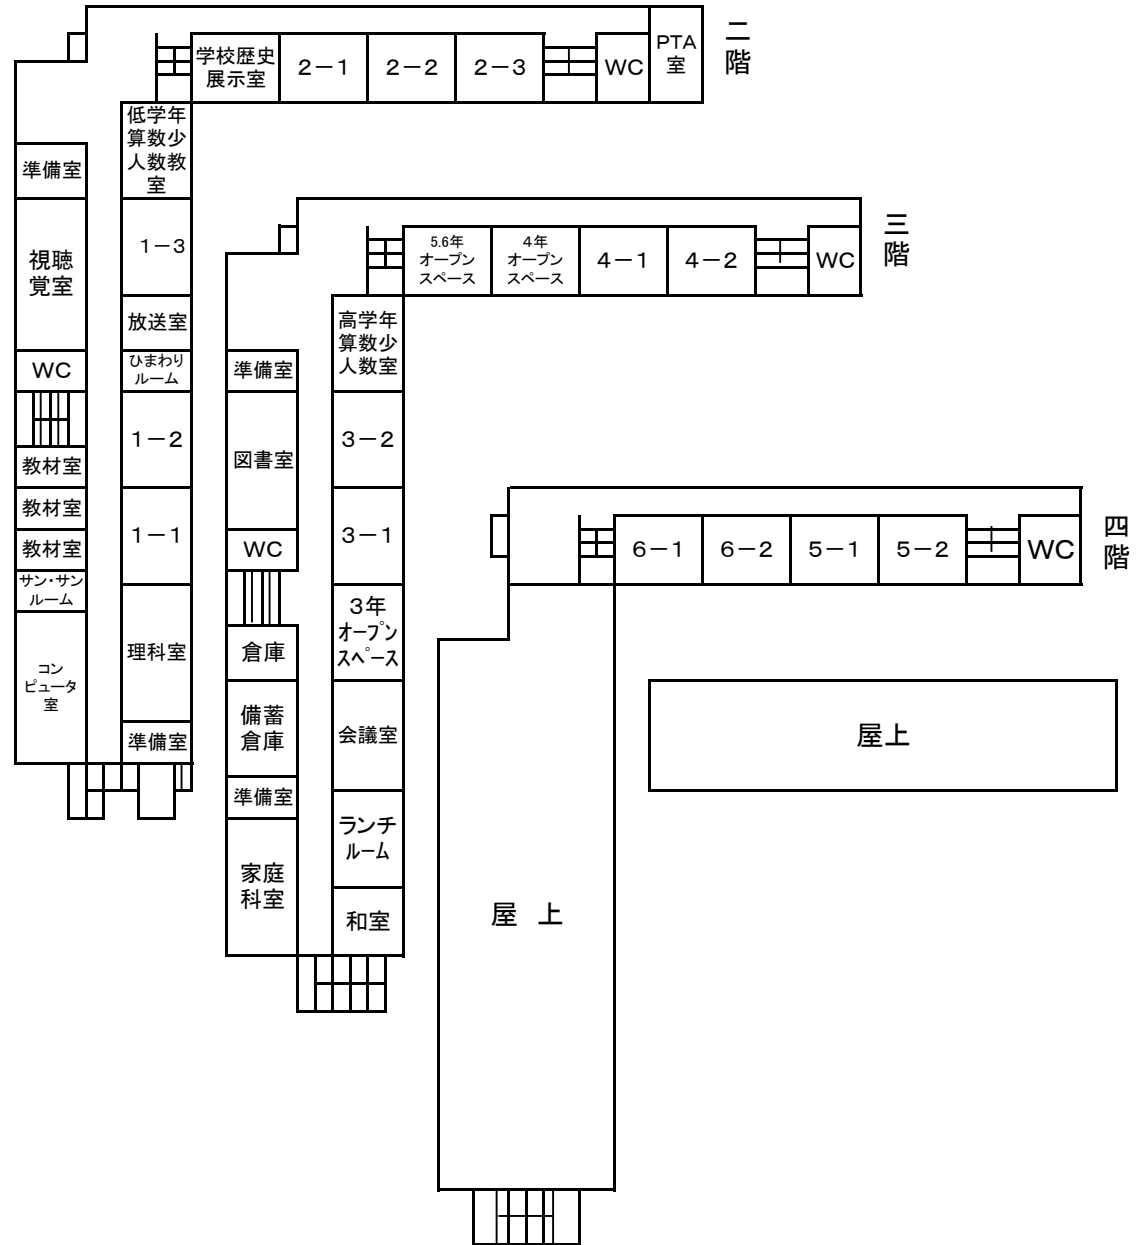 二
階
学校歴史
展示室
2-1
2-2
2-3
WC
PTA
室
低学年
算数少
人数教
室
1-3
放送室
ひまわり
ルーム
1-2
1-1
理科室
準備室
準備室
視聴
覚室
WC
教材室
教材室
教材室
サン・サン
ルーム
コン
ピュータ
室
三
階
5.6年
オープン
スペース
4年
オープン
スペース
4-1
4-2
WC
高学年
算数少
人数室
3-2
3-1
3年
オープン
スペース
会議室
ランチ
ルーム
和室
準備室
図書室
WC
倉庫
備蓄
倉庫
準備室
家庭
科室
四
階
6-1
6-2
5-1
5-2
WC
屋上
屋 上